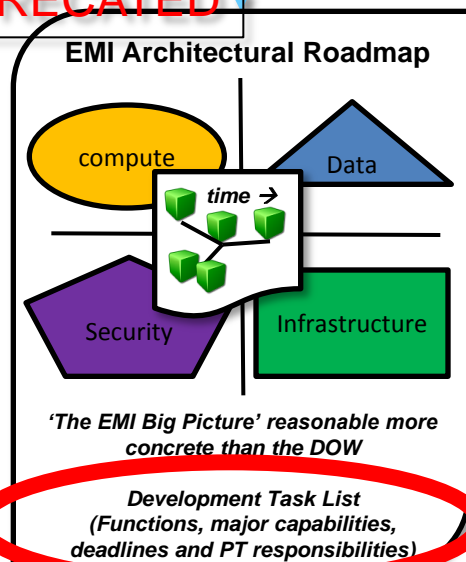 RECATED
EMI Architectural Roadmap
compute
Data
time →
Security
Infrastructure
‘The EMI Big Picture’ reasonable more
concrete than the DOW
Development Task List
(Functions, major capabilities,
deadlines and PT responsibilities)